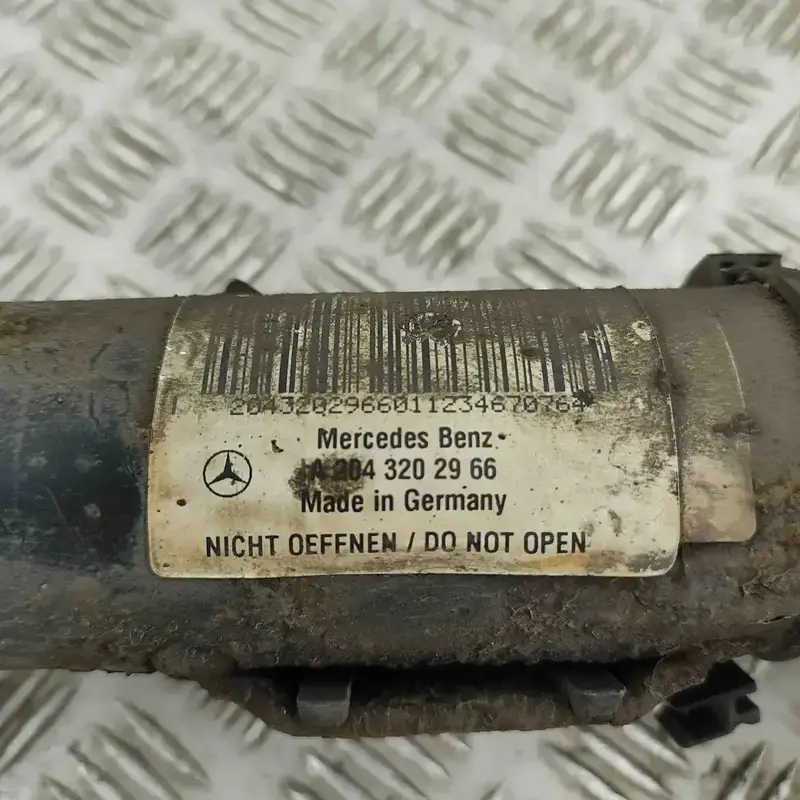 2043202966011234670764
Mercedes Benz
A 204 320 29 66
Made in Germany
NICHT OEFFNEN / DO NOT OPEN